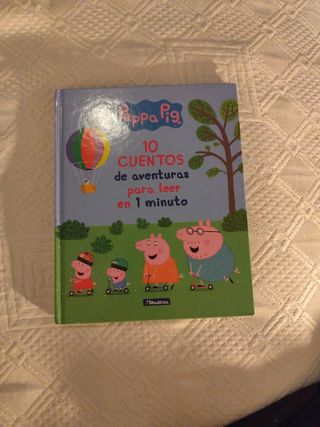 Peppa Pig
10
CUENTOS
de aventuras
para leer
en 1 minuto
Beascoa